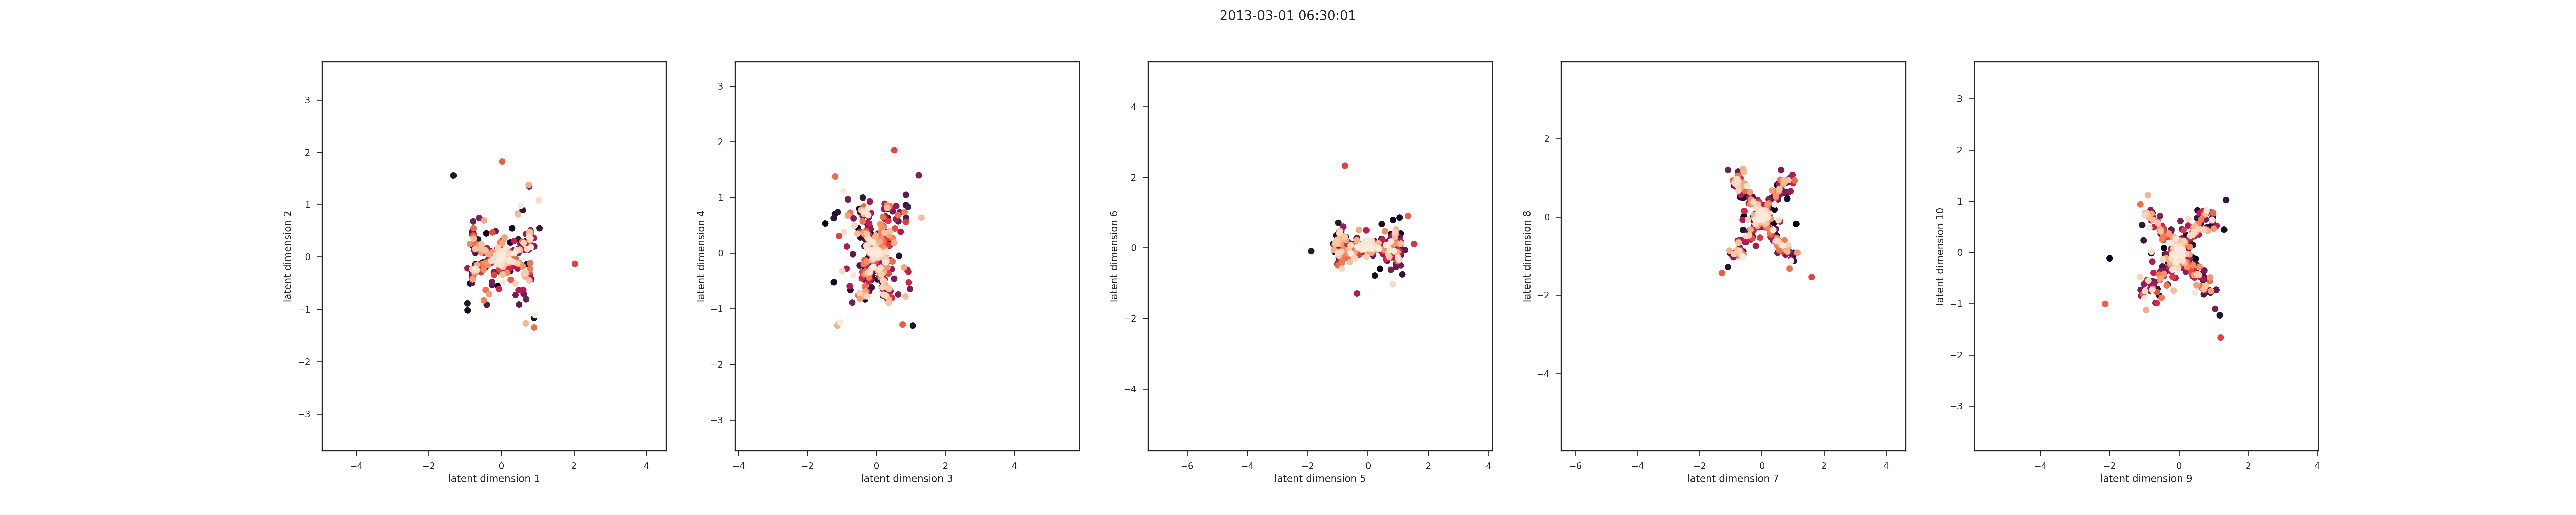 2013-03-01 06:30:01
latent dimension 2
3
2
1
0
−1
−2
−3
−4 −2 0 2 4
latent dimension 1
latent dimension 4
3
2
1
0
−1
−2
−3
−4 −2 0 2 4
latent dimension 3
latent dimension 6
4
2
0
−2
−4
−6 −4 −2 0 2 4
latent dimension 5
latent dimension 8
2
0
−2
−4
−6 −4 −2 0 2 4
latent dimension 7
latent dimension 10
3
2
1
0
−1
−2
−3
−4 −2 0 2 4
latent dimension 9